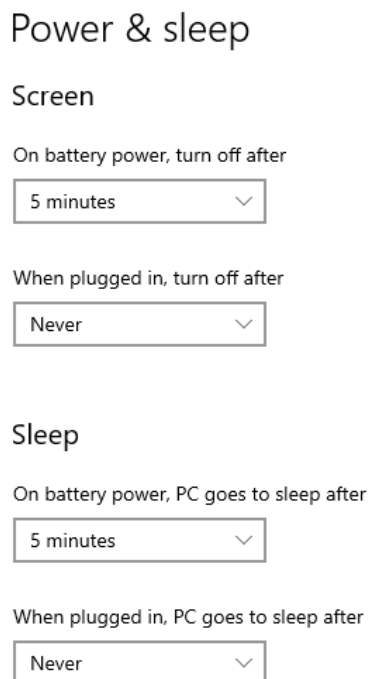 Power & sleep
Screen
On battery power, turn off after
5 minutes
When plugged in, turn off after
Never
Sleep
On battery power, PC goes to sleep after
5 minutes
When plugged in, PC goes to sleep after
Never